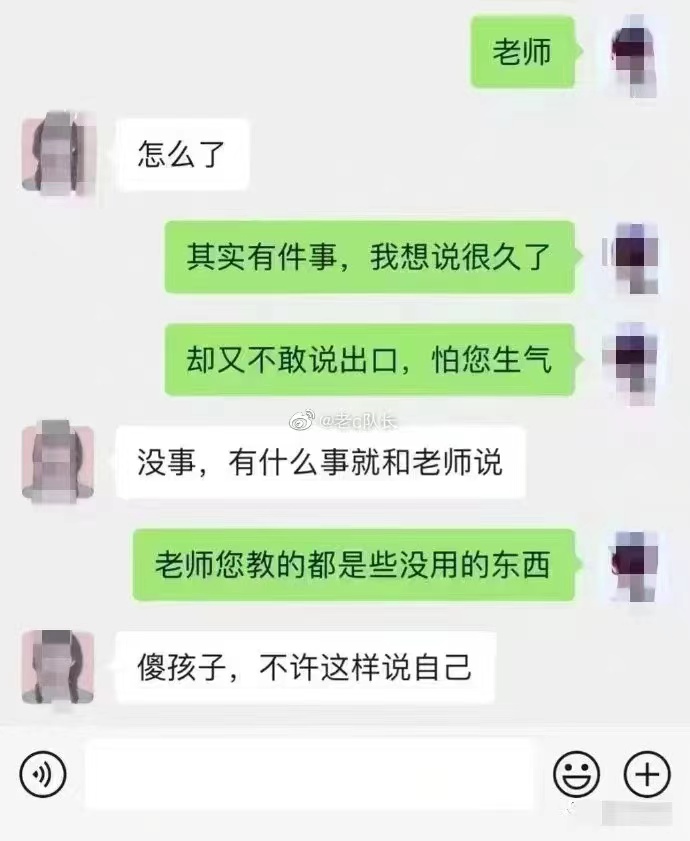 老师
怎么了
其实有件事，我想说很久了
却又不敢说出口，怕您生气
@老G队长
没事，有什么事就和老师说
老师您教的都是些没用的东西
傻孩子，不许这样说自己